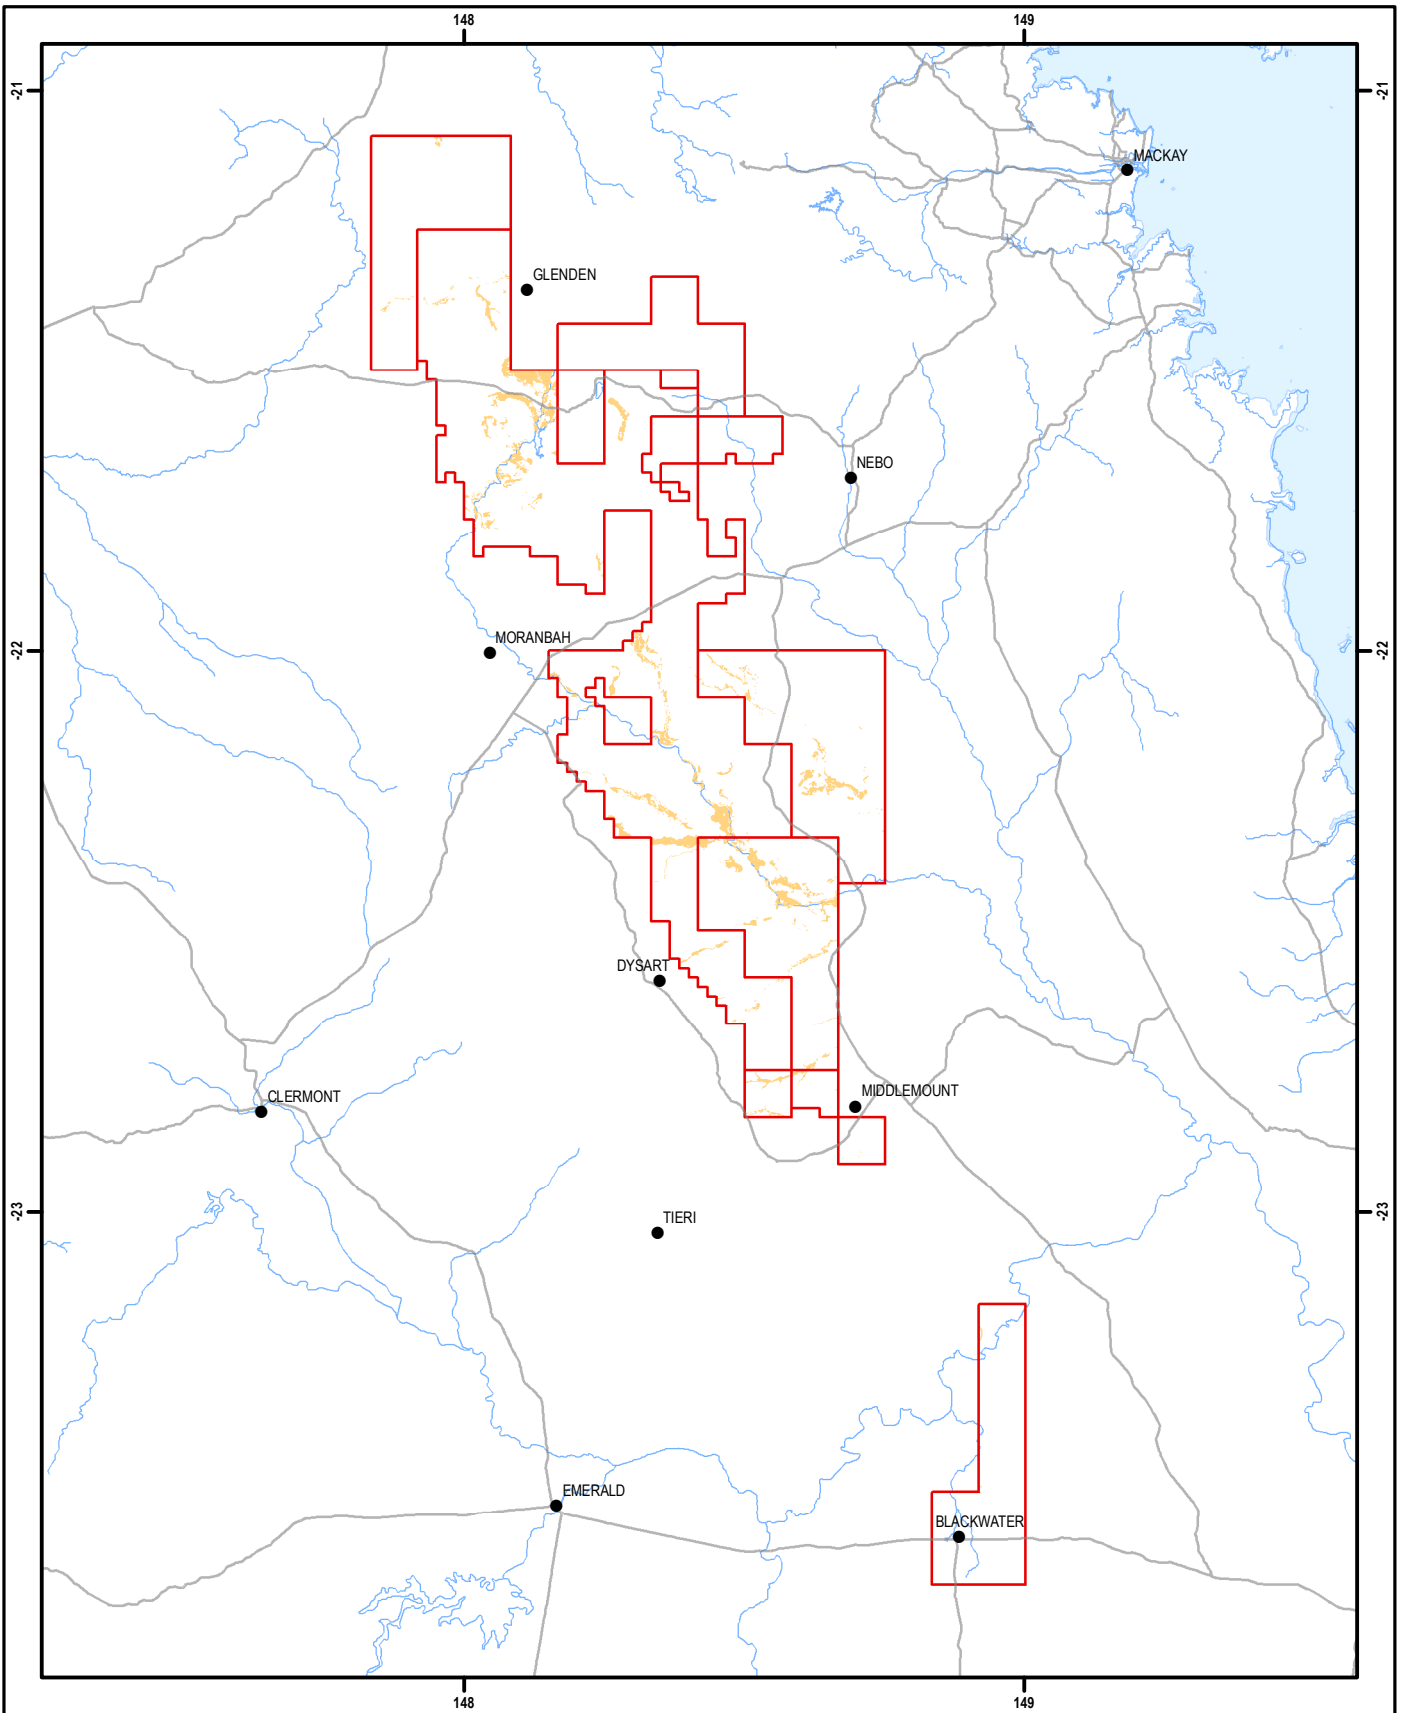 148
149
-21
-21
MACKAY
GLENDEN
NEBO
MORANBAH
-22
-22
DYSART
CLERMONT
MIDDLEMOUNT
TIERI
-23
-23
EMERALD
BLACKWATER
148
149